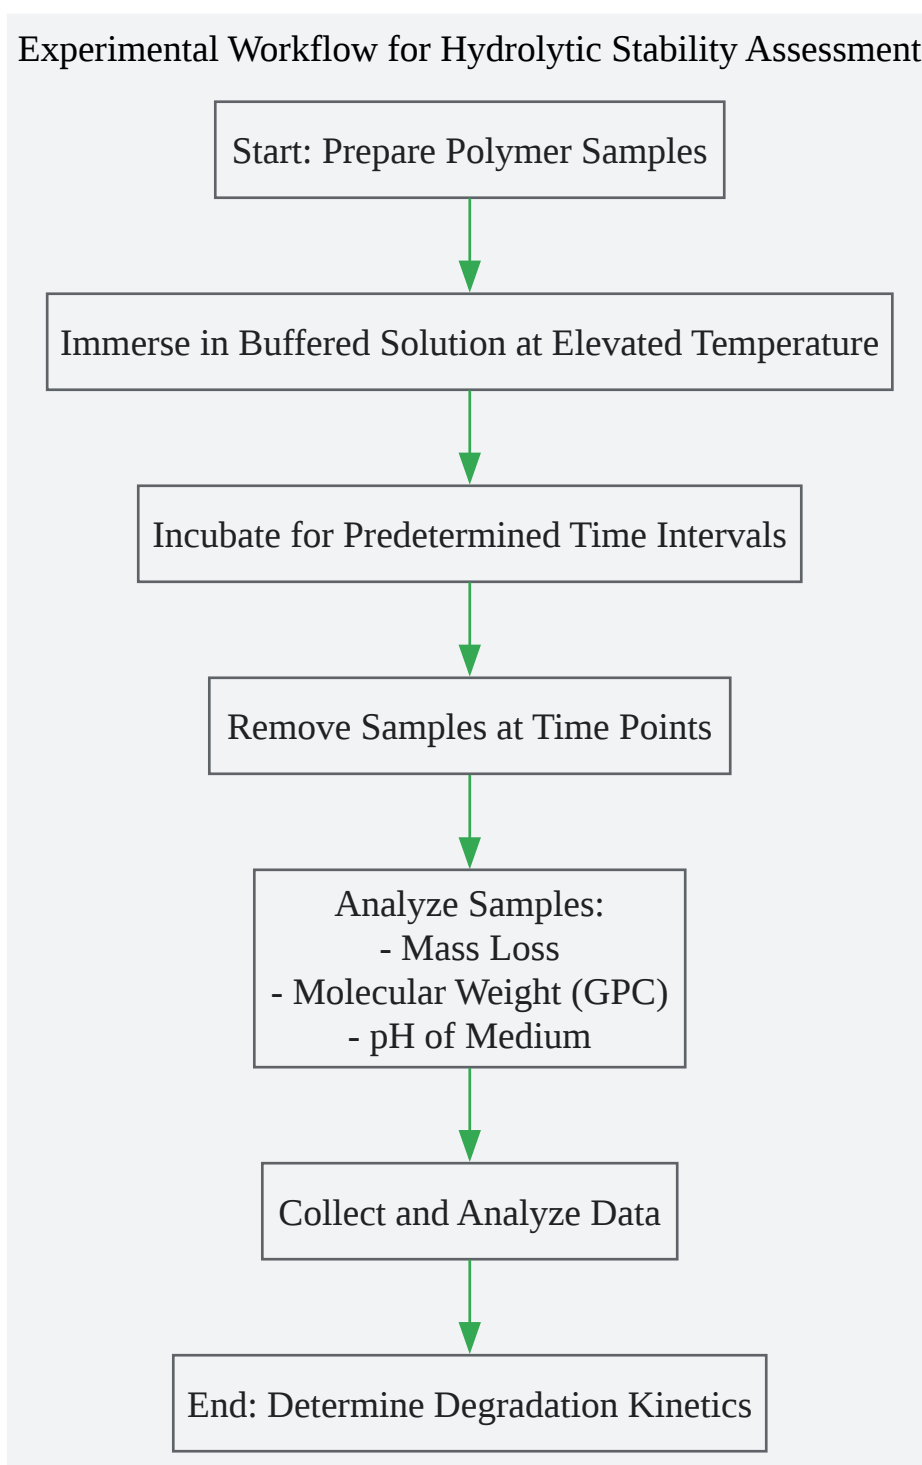 Experimental Workflow for Hydrolytic Stability Assessment
Start: Prepare Polymer Samples
Immerse in Buffered Solution at Elevated Temperature
Incubate for Predetermined Time Intervals
Remove Samples at Time Points
Analyze Samples:
- Mass Loss
- Molecular Weight (GPC)
- pH of Medium
Collect and Analyze Data
End: Determine Degradation Kinetics